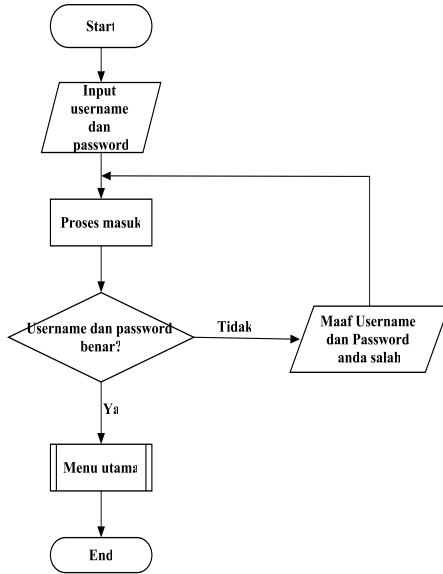 Start
Input
username
dan
password
Proses masuk
Username dan password
benar?
Tidak
Maaf Username
dan Password
anda salah
Ya
Menu utama
End